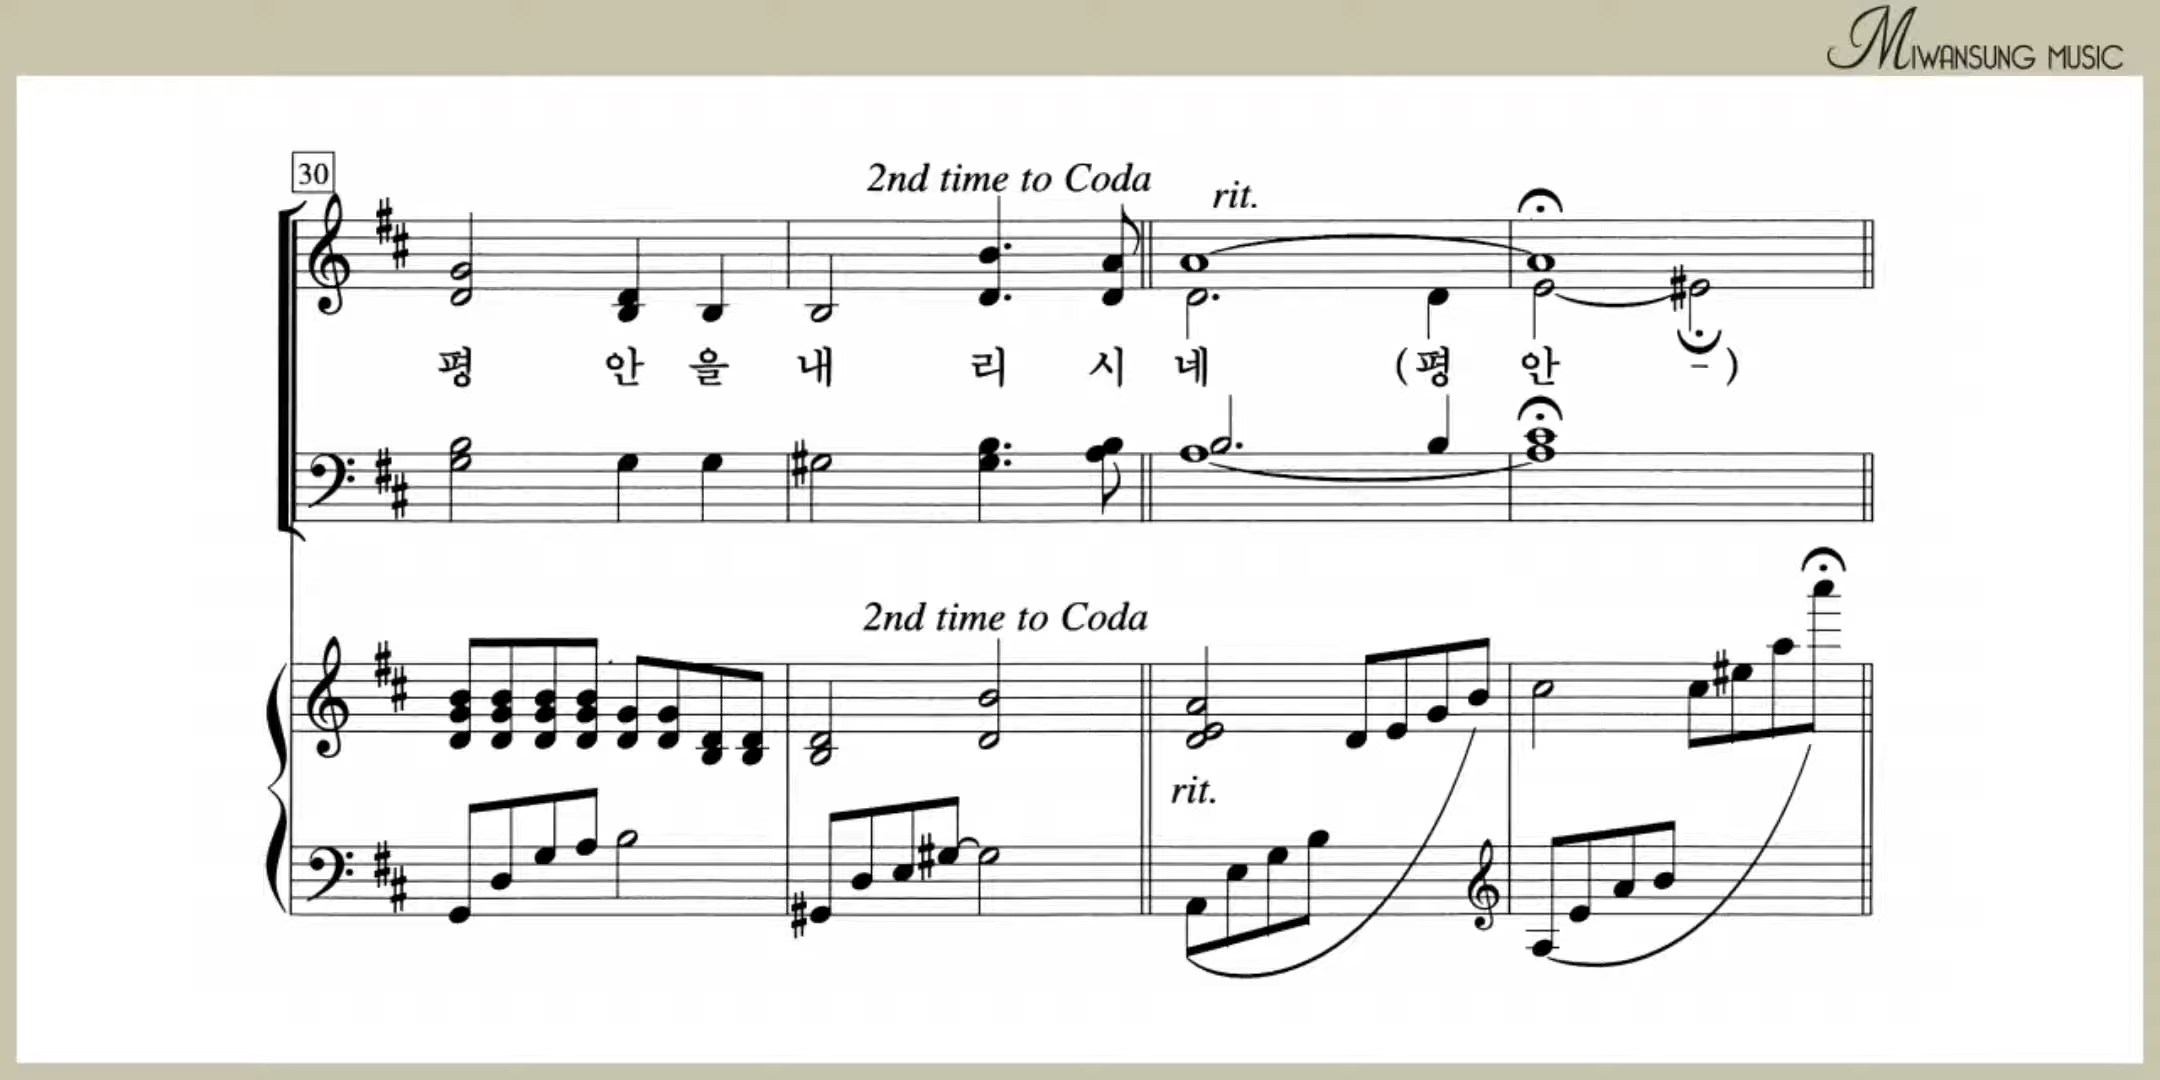 MIWANSUNG MUSIC
30
2nd time to Coda
rit.
평 안 을 내 리 시 네 (평 안 -)
2nd time to Coda
rit.